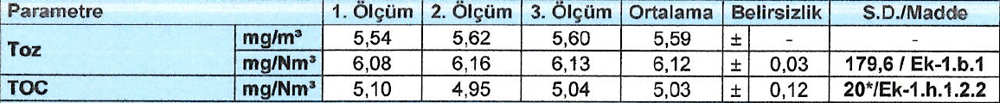 Parametre 1. Ölçüm 2. Ölçüm 3. Ölçüm Ortalama Belirsizlik S.D./Madde
Toz mg/m³ 5,54 5,62 5,60 5,59 ± - -
mg/Nm³ 6,08 6,16 6,13 6,12 ± 0,03 179,6 / Ek-1.b.1
TOC mg/Nm³ 5,10 4,95 5,04 5,03 ± 0,12 20*/Ek-1.h.1.2.2